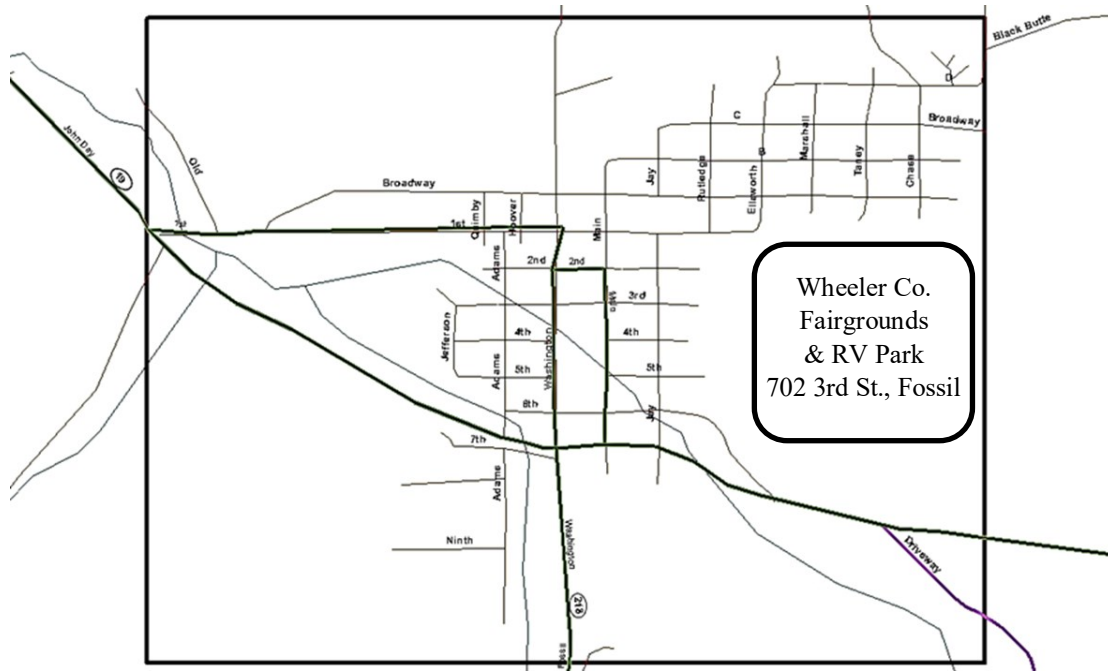 Black Butte
D
C
Broadway
John Day
19
Old
B
Marshall
Taney
Chase
Jay
Rutledge
Ellsworth
Broadway
Quimby
Hoover
1st
1st
Main
Adams
2nd
2nd
Wheeler Co.
Fairgrounds
& RV Park
702 3rd St., Fossil
Main
3rd
Jefferson
4th
Washington
4th
Adams
5th
5th
6th
Jay
7th
Adams
Washington
Ninth
Driveway
218
Fossil